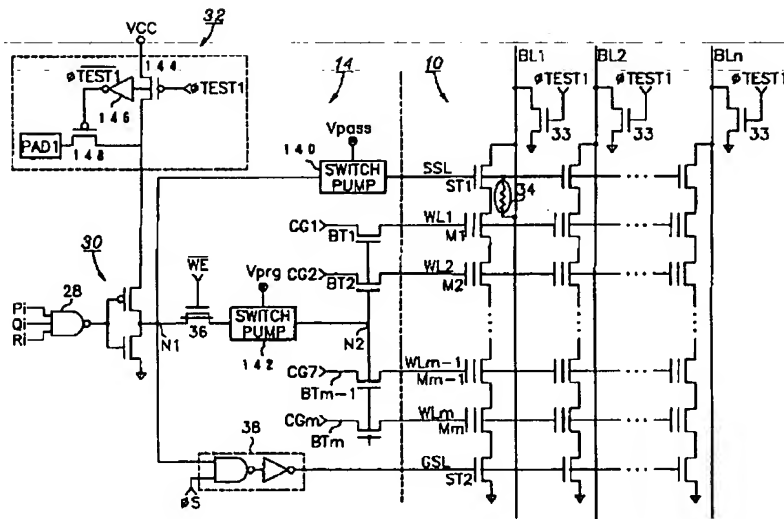 32
VCC
144
φTEST1
φTEST1
146
PAD1
148
14
10
BL1
BL2
BLn
φTEST1
φTEST1
φTEST1
33
33
33
Vpass
140
SWITCH PUMP
SSL
ST1
34
30
CG1
BT1
WL1
M1
WE
Vprg
CG2
BT2
WL2
M2
28
Pi
Qi
Ri
N1
36
SWITCH PUMP
142
N2
CG7
BTm-1
WLm-1
Mm-1
CGm
BTm
WLm
Mm
38
φS
GSL
ST2